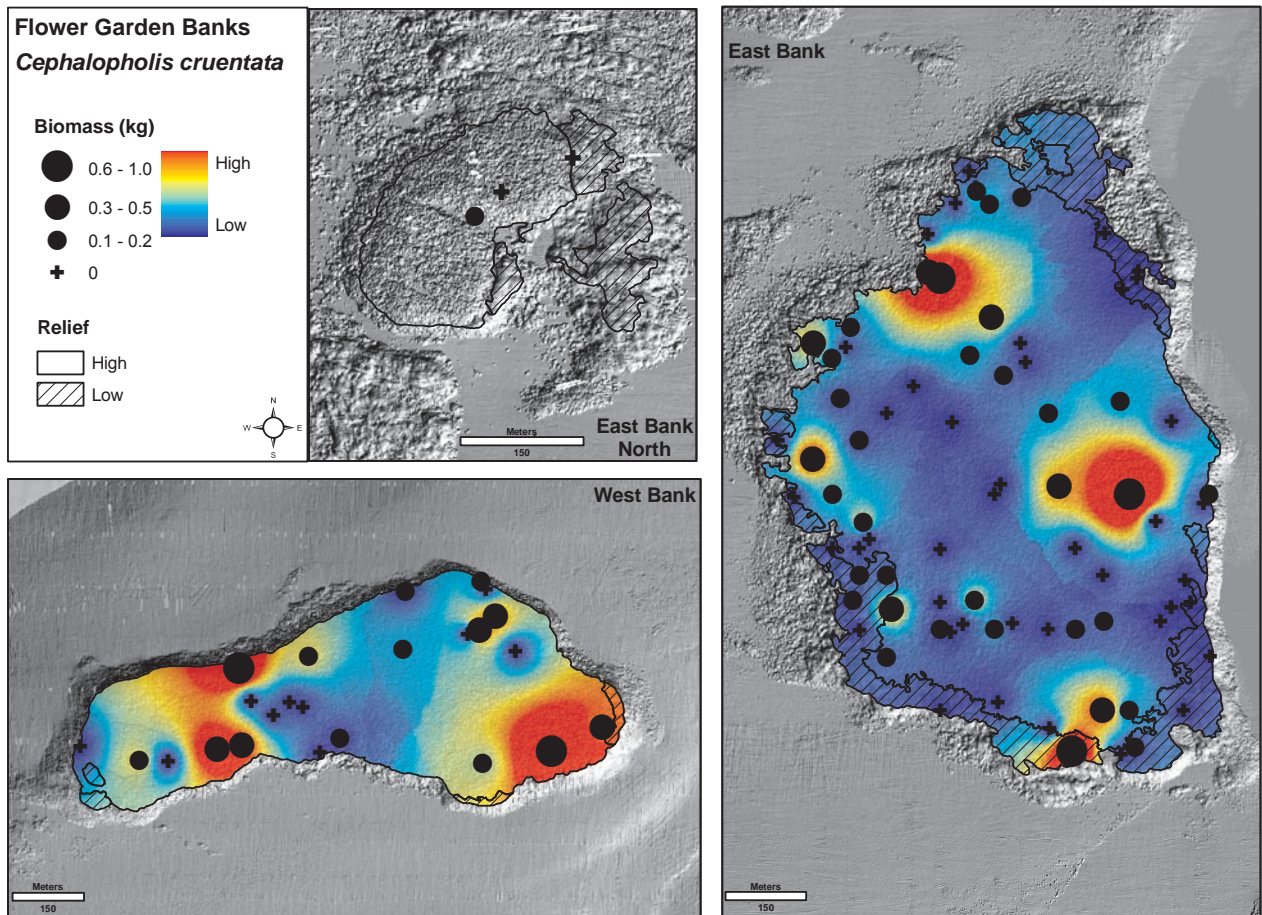 Flower Garden Banks
Cephalopholis cruentata
Biomass (kg)
0.6 - 1.0
0.3 - 0.5
0.1 - 0.2
0
High
Low
Relief
High
Low
N
W
E
S
Meters
150
East Bank
North
West Bank
Meters
150
East Bank
Meters
150